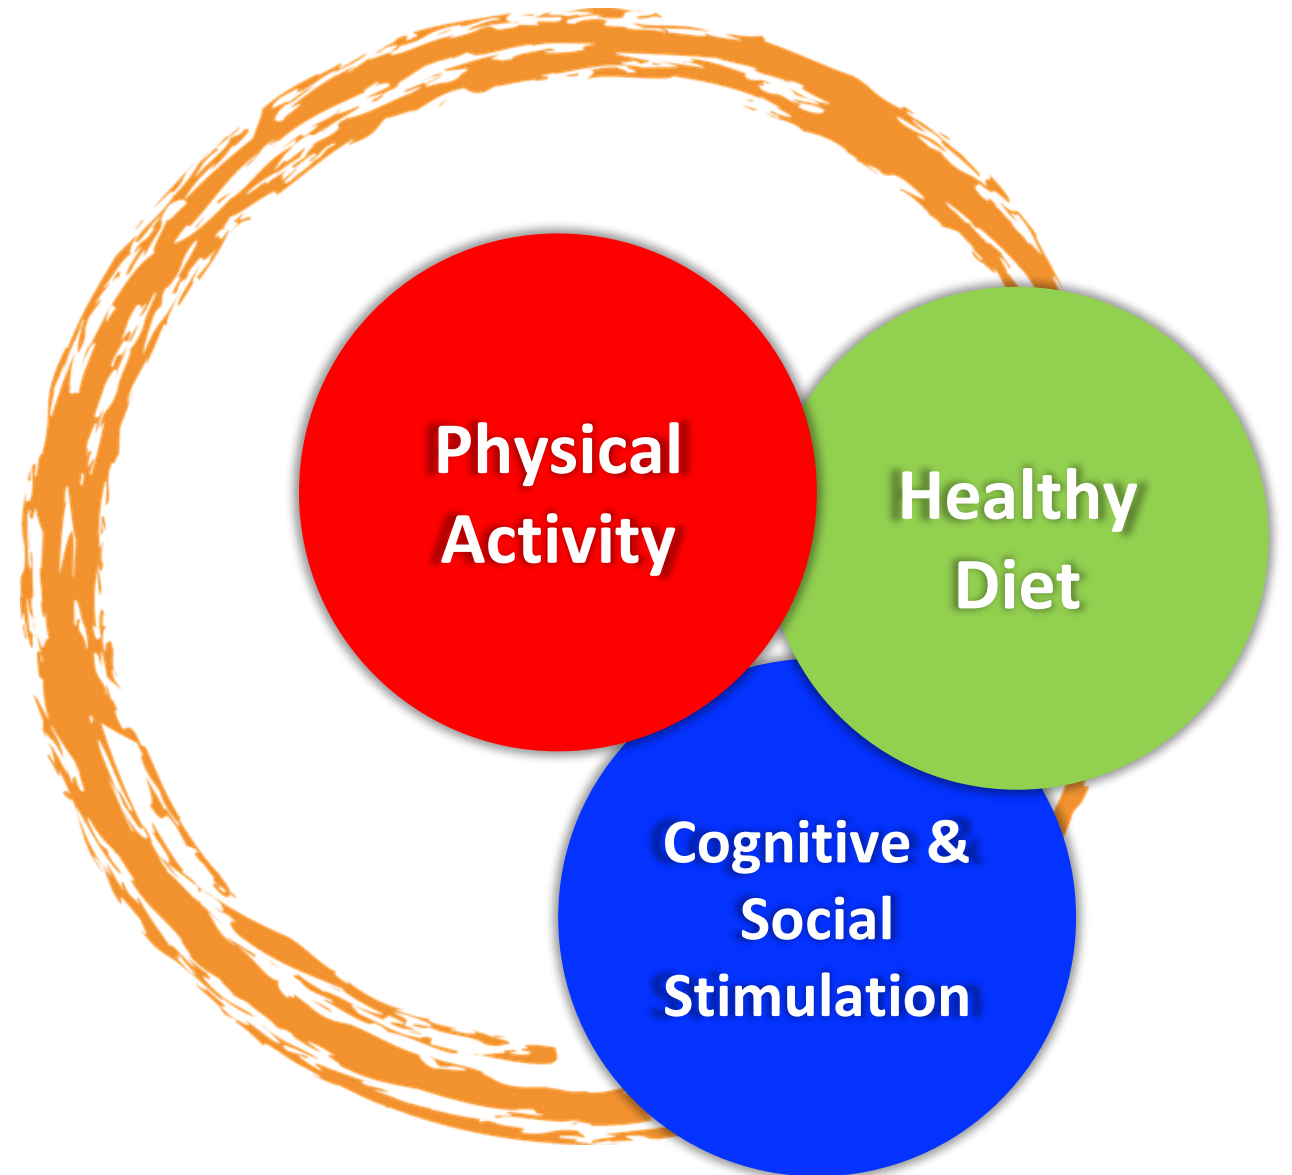 Physical
Activity
Healthy
Diet
Cognitive &
Social
Stimulation